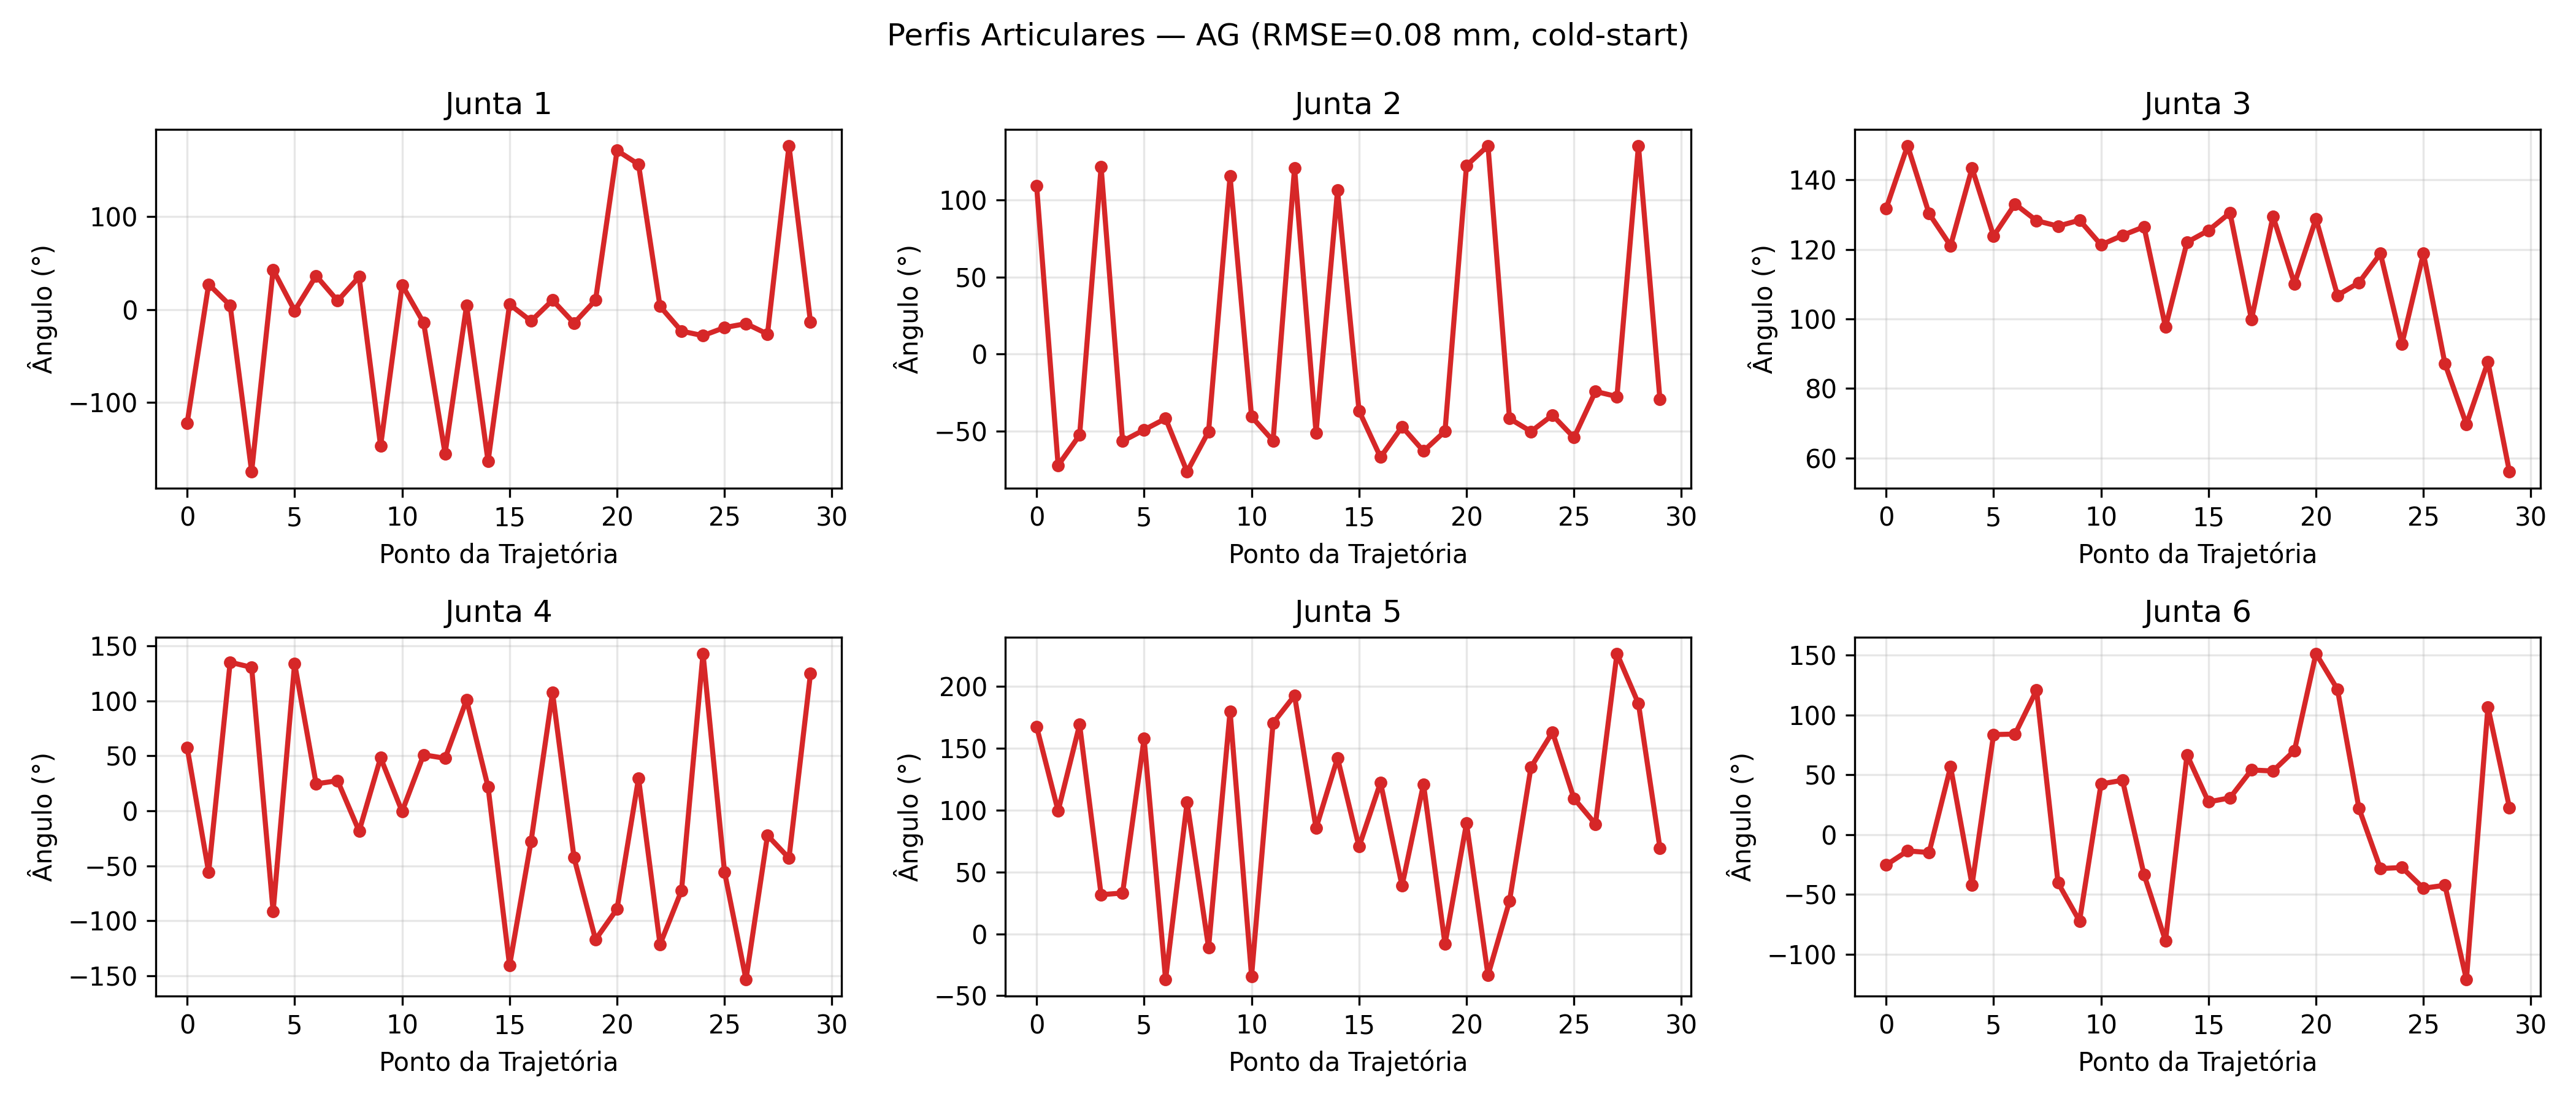 Perfis Articulares — AG (RMSE=0.08 mm, cold-start)
Junta 1
Ângulo (°)
100
0
−100
0 5 10 15 20 25 30
Ponto da Trajetória
Junta 2
Ângulo (°)
100
50
0
−50
0 5 10 15 20 25 30
Ponto da Trajetória
Junta 3
Ângulo (°)
140
120
100
80
60
0 5 10 15 20 25 30
Ponto da Trajetória
Junta 4
Ângulo (°)
150
100
50
0
−50
−100
−150
0 5 10 15 20 25 30
Ponto da Trajetória
Junta 5
Ângulo (°)
200
150
100
50
0
−50
0 5 10 15 20 25 30
Ponto da Trajetória
Junta 6
Ângulo (°)
150
100
50
0
−50
−100
0 5 10 15 20 25 30
Ponto da Trajetória